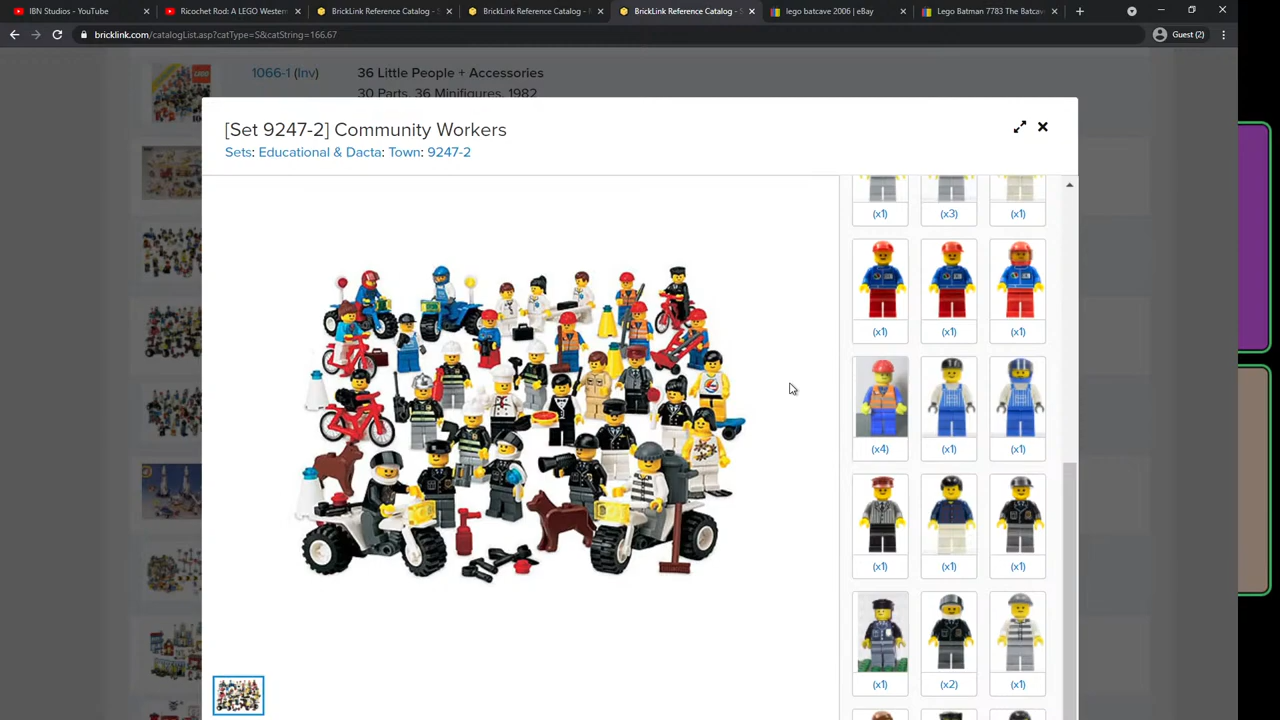 IBN Studios - YouTube
Ricochet Rod: A LEGO Western
BrickLink Reference Catalog - S
BrickLink Reference Catalog -
BrickLink Reference Catalog - S
lego batcave 2006 | eBay
Lego Batman 7783 The Batcave
bricklink.com/catalogList.asp?catType=S&catString=166.67
Guest (2)
1066-1 (Inv)
36 Little People + Accessories
30 Parts, 36 Minifigures, 1982
[Set 9247-2] Community Workers
Sets: Educational & Dacta: Town: 9247-2
(x1) (x3) (x1)
(x1) (x1) (x1)
(x4) (x1) (x1)
(x1) (x1) (x1)
(x1) (x2) (x1)